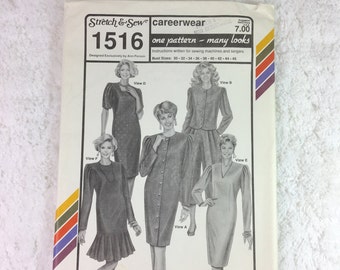 Stretch & Sew
careerwear
7.00
1516
one pattern – many looks
Designed Exclusively by Ann Person
Instructions written for sewing machines and sergers
Bust Sizes: 30 - 32 - 34 - 36 - 38 - 40 - 42 - 44 - 46
View D
View B
View F
View A